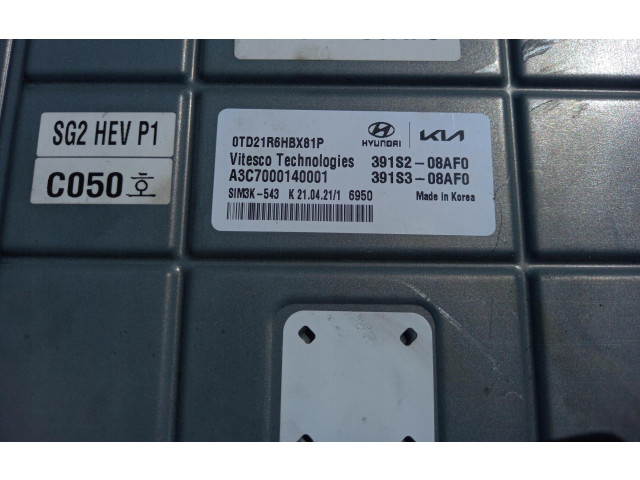 SG2 HEV P1
C050 호
0TD21R6HBX81P
HYUNDAI
KIA
Vitesco Technologies 391S2-08AF0
A3C7000140001 391S3-08AF0
SIM3K-543 K 21.04.21/1 6950 Made in Korea